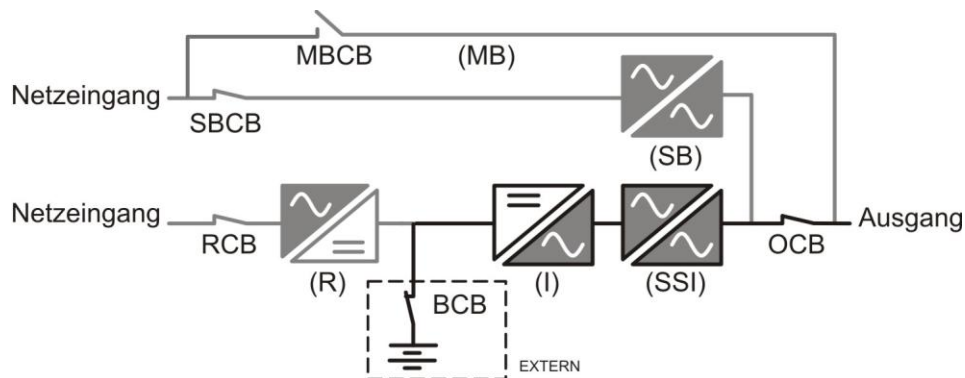 MBCB
(MB)
Netzeingang
SBCB
(SB)
Netzeingang
RCB
(R)
(I)
(SSI)
OCB
Ausgang
BCB
EXTERN